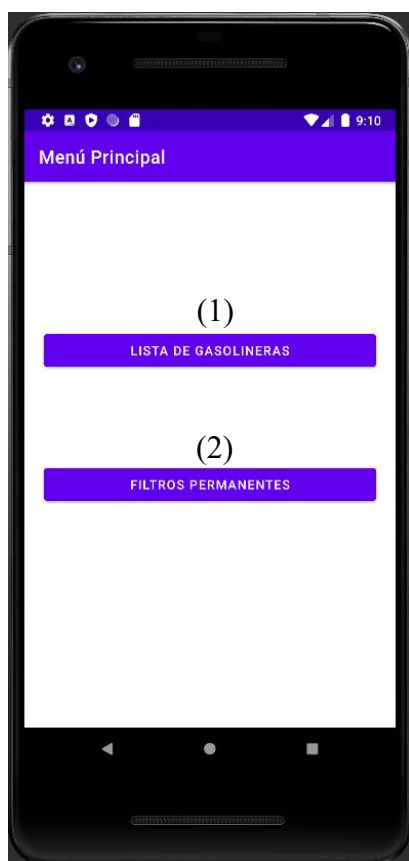 9:10
Menú Principal
(1)
LISTA DE GASOLINERAS
(2)
FILTROS PERMANENTES